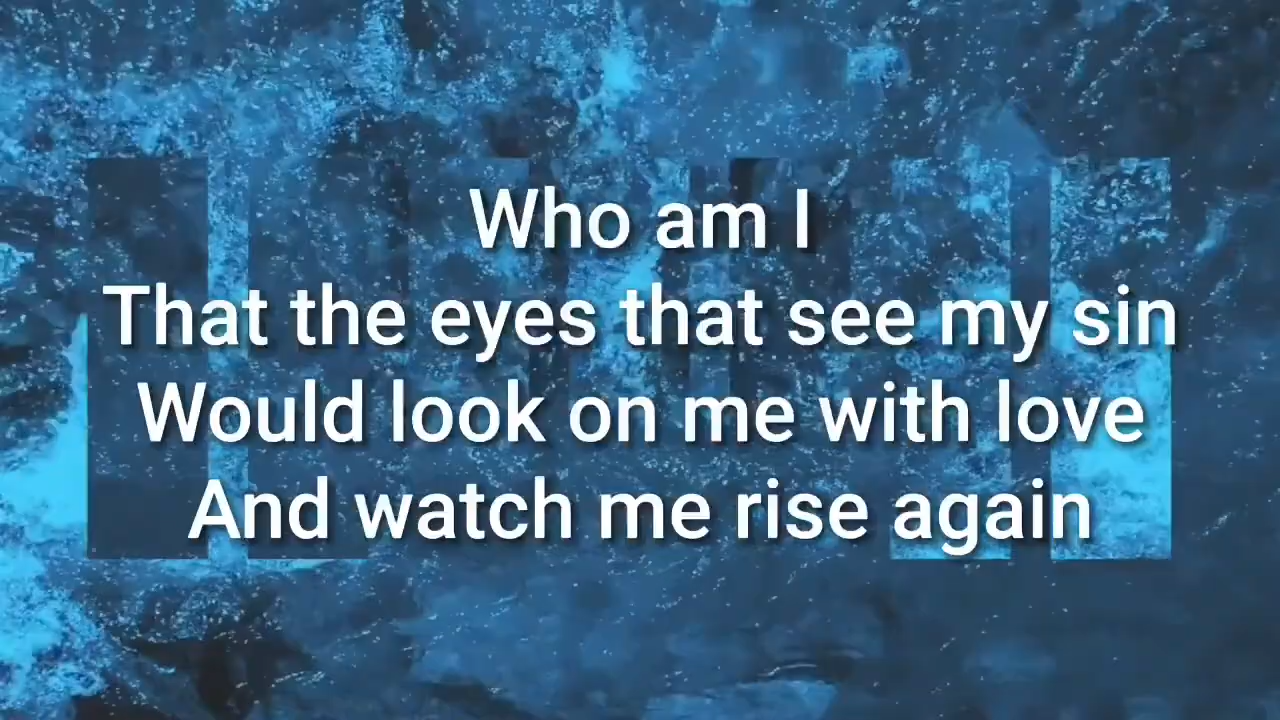 Who am I
That the eyes that see my sin
Would look on me with love
And watch me rise again